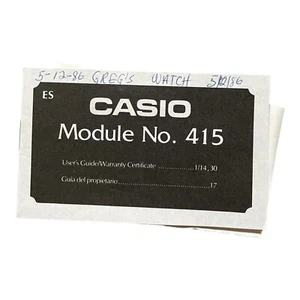 5-12-86 GREG'S WATCH 5/12/86
ES
CASIO
Module No. 415
User's Guide/Warranty Certificate ................ 1/14, 30
Guía del propietario ................ 17